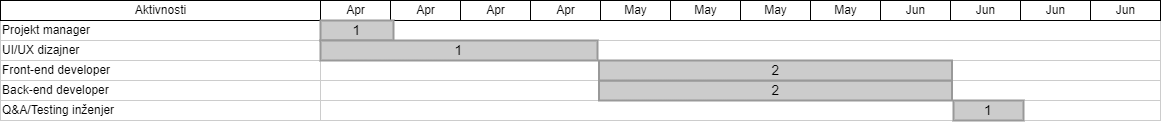 Aktivnosti Apr Apr Apr Apr May May May May Jun Jun Jun Jun
Projekt manager 1
UI/UX dizajner 1
Front-end developer 2
Back-end developer 2
Q&A/Testing inženjer 1